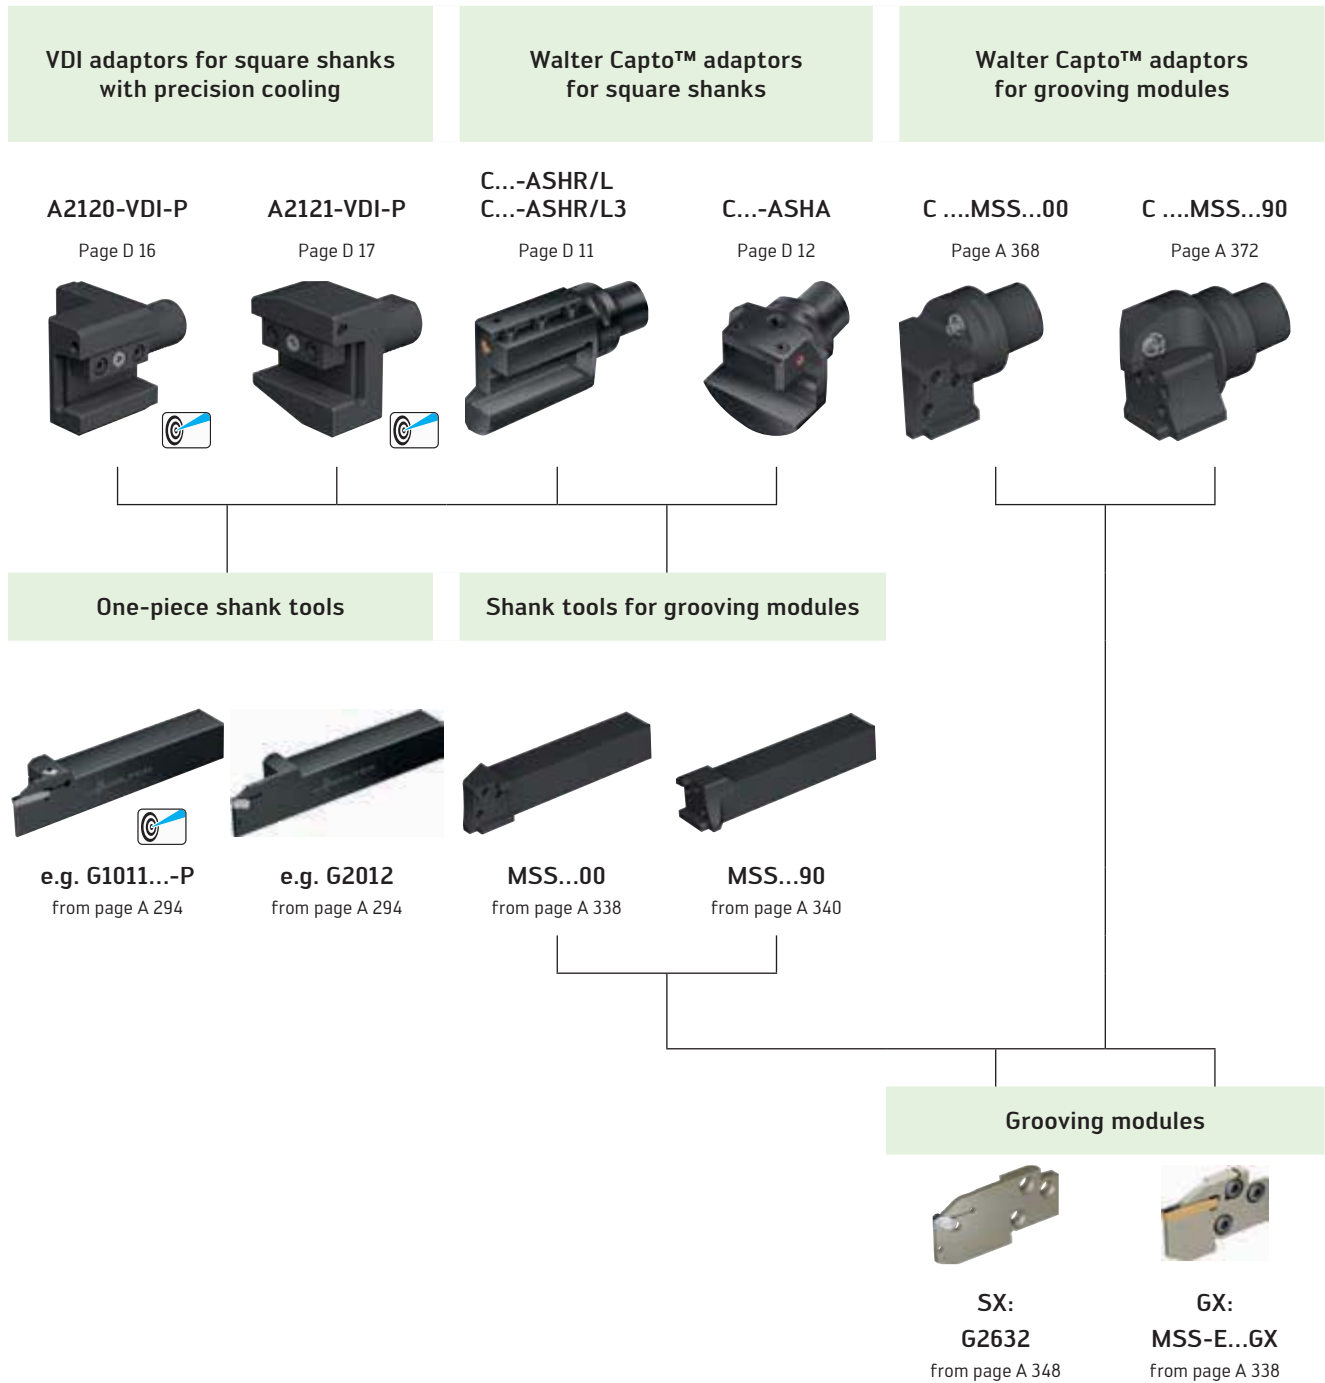 VDI adaptors for square shanks
with precision cooling
Walter Capto™ adaptors
for square shanks
Walter Capto™ adaptors
for grooving modules
A2120-VDI-P
Page D 16
A2121-VDI-P
Page D 17
C...-ASHR/L
C...-ASHR/L3
Page D 11
C...-ASHA
Page D 12
C ....MSS...00
Page A 368
C ....MSS...90
Page A 372
One-piece shank tools
Shank tools for grooving modules
e.g. G1011...-P
from page A 294
e.g. G2012
from page A 294
MSS...00
from page A 338
MSS...90
from page A 340
Grooving modules
SX:
G2632
from page A 348
GX:
MSS-E...GX
from page A 338